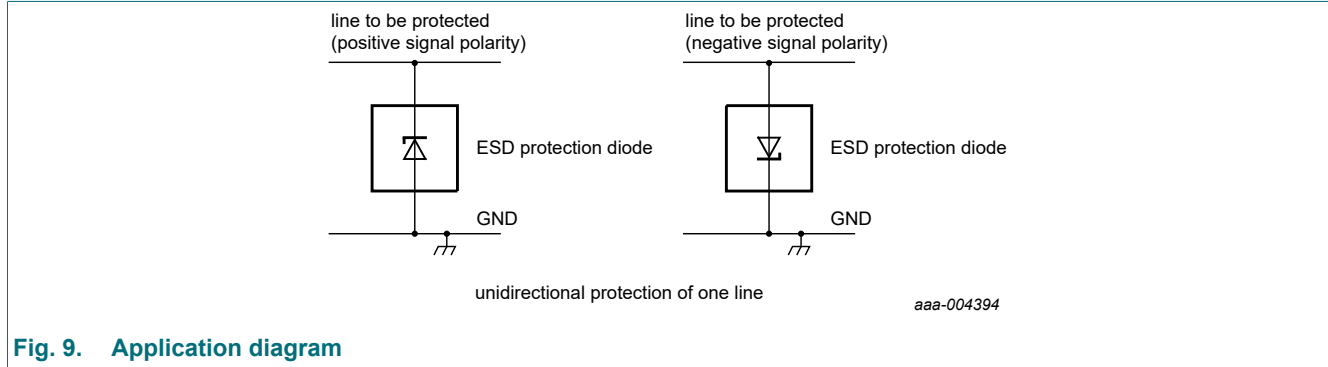 line to be protected
(positive signal polarity)
line to be protected
(negative signal polarity)
ESD protection diode
ESD protection diode
GND
GND
unidirectional protection of one line
aaa-004394
Fig. 9. Application diagram